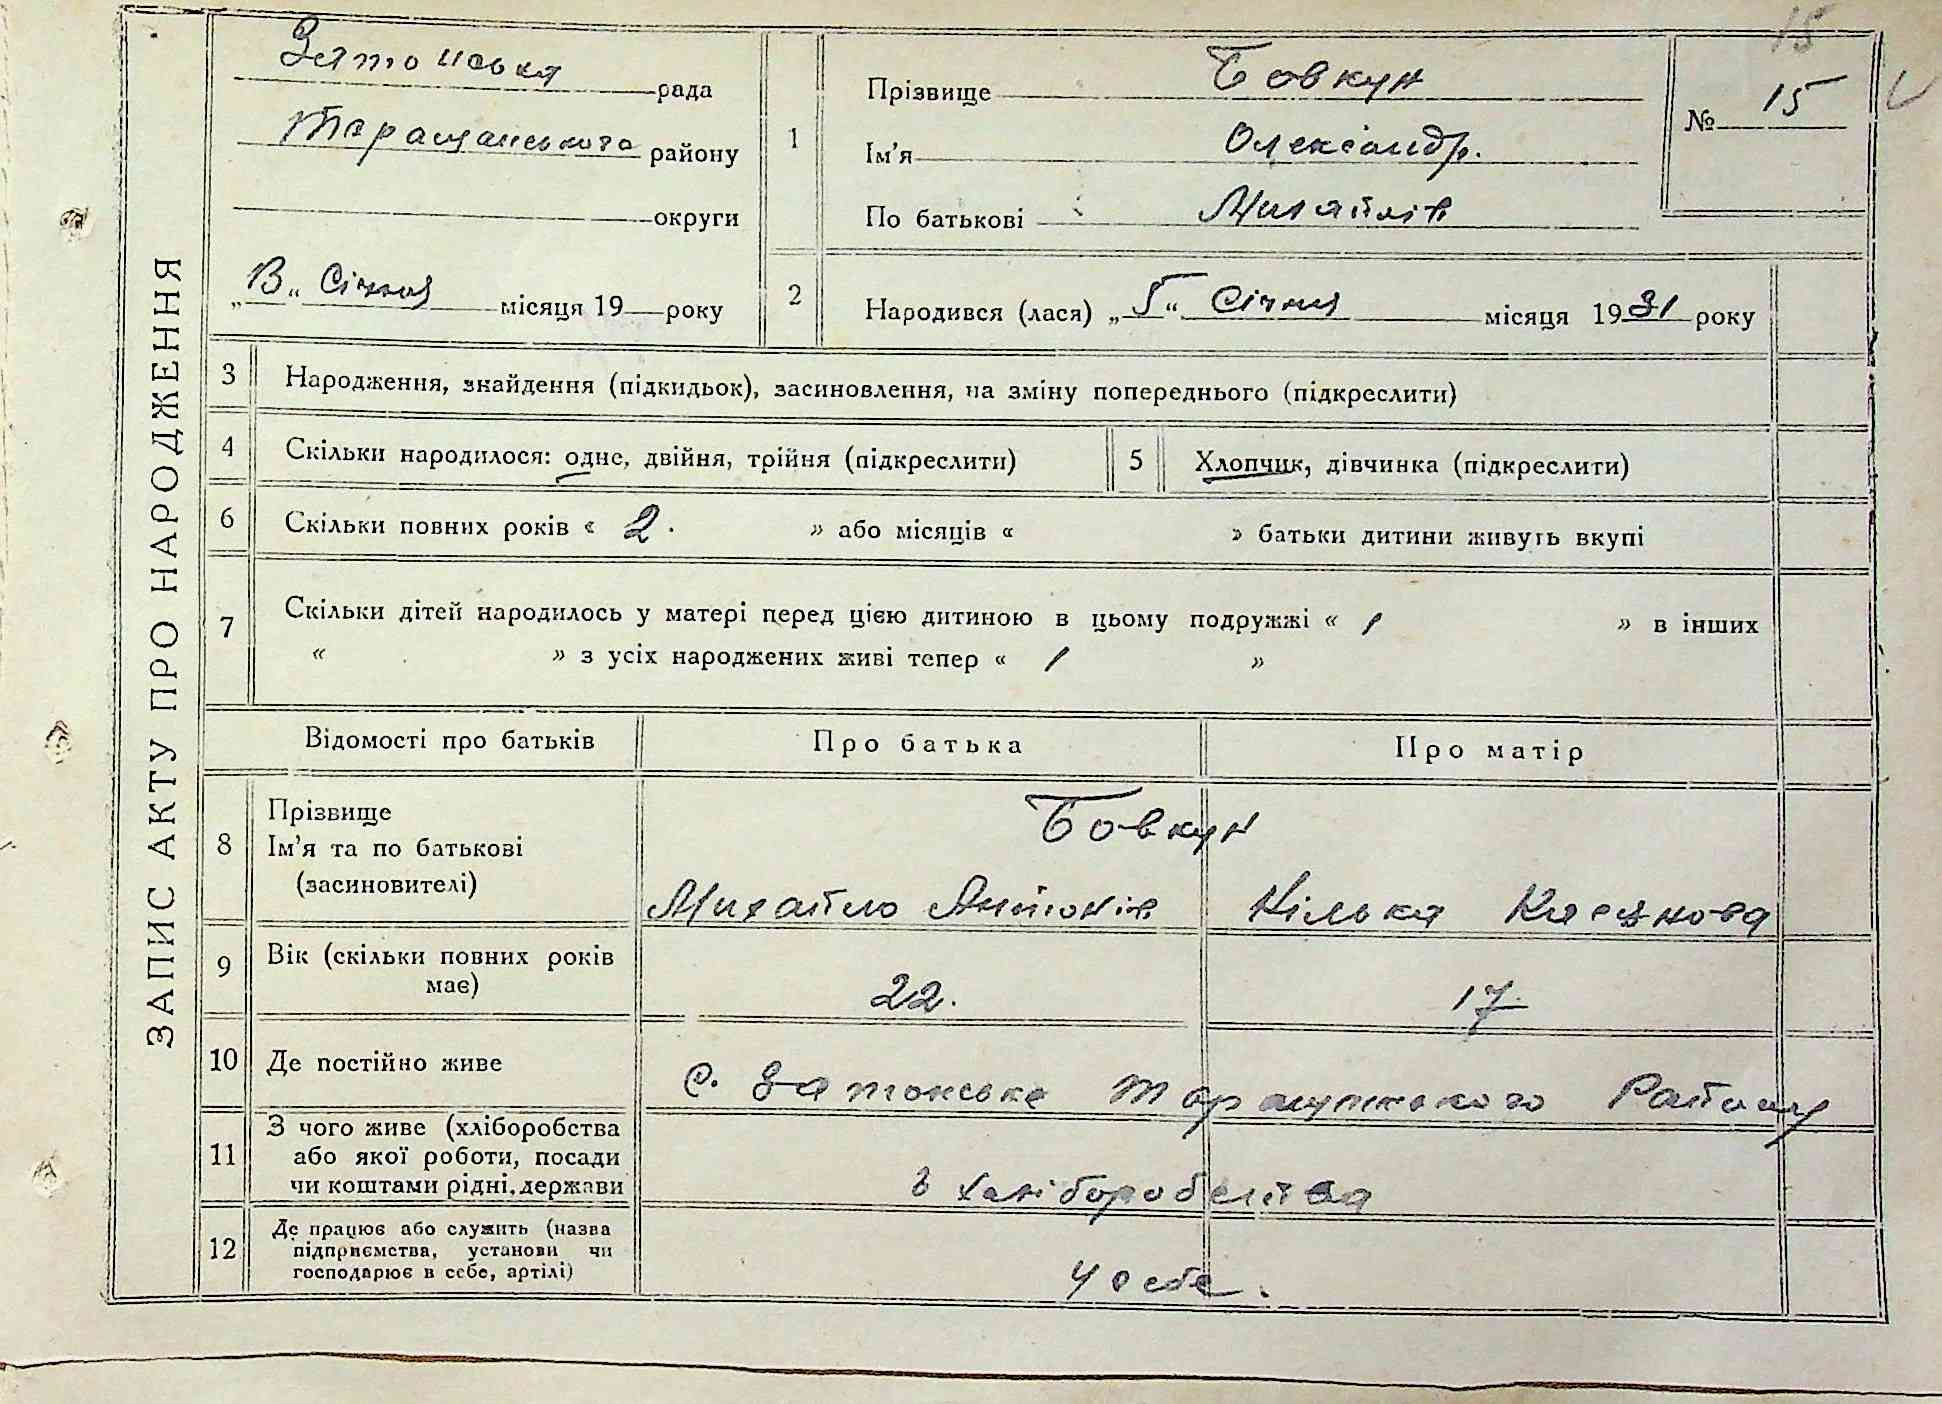 ЗАПИС АКТУ ПРО НАРОДЖЕННЯ
15
Затонська рада
Таращанського району
округи
„13“ Січня місяця 19 року
1
Прізвище Бовкун
Ім'я Олександр.
По батькові Михайлів
№ 15
2
Народився (лася) „5“ Січня місяця 1931 року
3
Народження, знайдення (підкидьок), засиновлення, на зміну попереднього (підкреслити)
4
Скільки народилося: одне, двійня, трійня (підкреслити)
5
Хлопчик, дівчинка (підкреслити)
6
Скільки повних років « 2. » або місяців « » батьки дитини живуть вкупі
7
Скільки дітей народилось у матері перед цією дитиною в цьому подружжі « 1 » в інших
« » з усіх народжених живі тепер « 1 »
Відомості про батьків
Про батька
Про матір
8
Прізвище
Ім'я та по батькові
(засиновителі)
Бовкун
Михайло Антонів
Килька
9
Вік (скільки повних років
має)
22.
17
10
Де постійно живе
с. Затонське Таращанського Району
11
З чого живе (хліборобства
або якої роботи, посади
чи коштами рідні, держави
з хліборобства
12
Де працює або служить (назва
підприємства, установи чи
господарює в себе, артілі)
У себе.